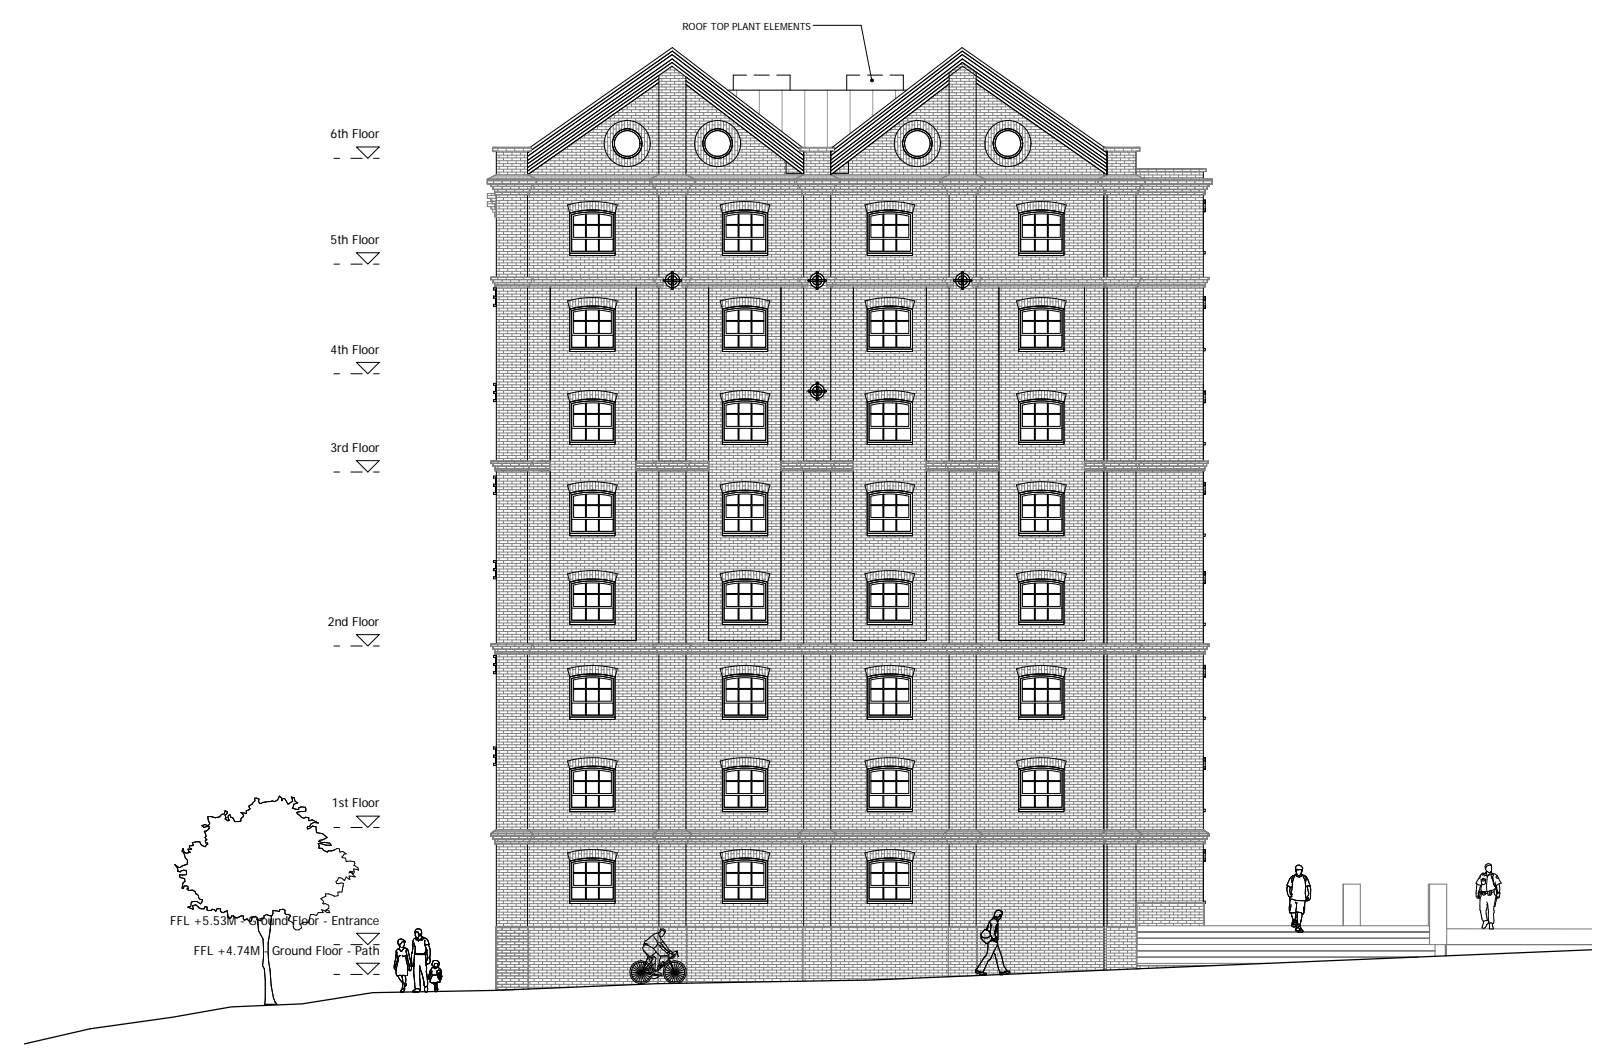 ROOF TOP PLANT ELEMENTS
6th Floor
5th Floor
4th Floor
3rd Floor
2nd Floor
1st Floor
FFL +5.53M - Ground Floor - Entrance
FFL +4.74M - Ground Floor - Path